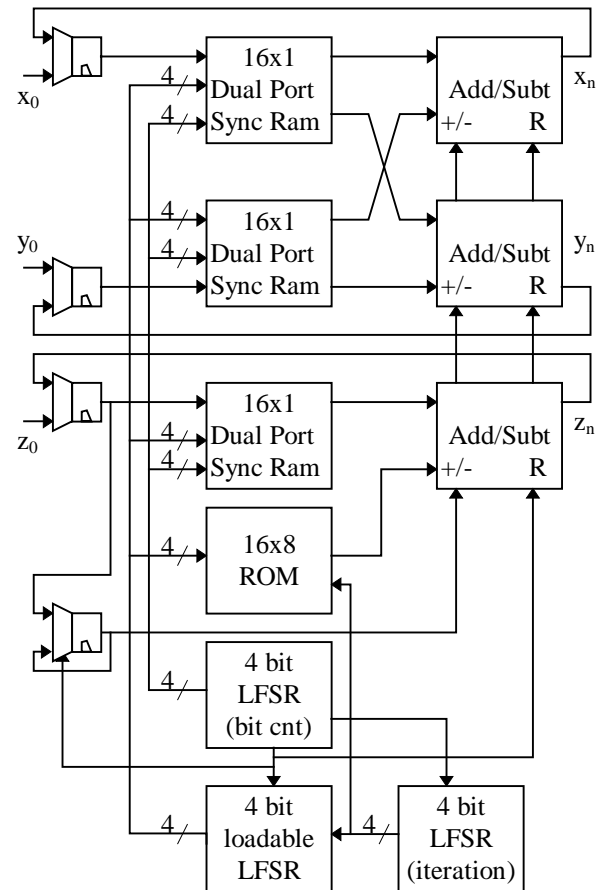 16x1
Dual Port
Sync Ram
4
4
x0
Add/Subt
+/- R
xn
16x1
Dual Port
Sync Ram
4
4
y0
Add/Subt
+/- R
yn
16x1
Dual Port
Sync Ram
4
4
z0
Add/Subt
+/- R
zn
4
16x8
ROM
4
4 bit
LFSR
(bit cnt)
4
4 bit
loadable
LFSR
4
4 bit
LFSR
(iteration)